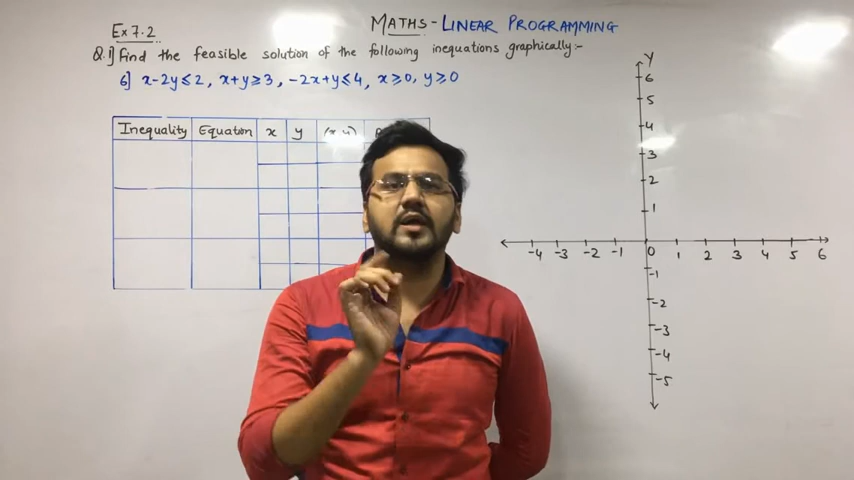 MATHS - LINEAR PROGRAMMING
Ex 7.2
Q.1] Find the feasible solution of the following inequations graphically:-
6] x-2y≤2, x+y≥3, -2x+y≤4, x≥0, y≥0
Inequality Equation x y
Y
6
5
4
3
2
1
-4 -3 -2 -1 0 1 2 3 4 5 6
-1
-2
-3
-4
-5